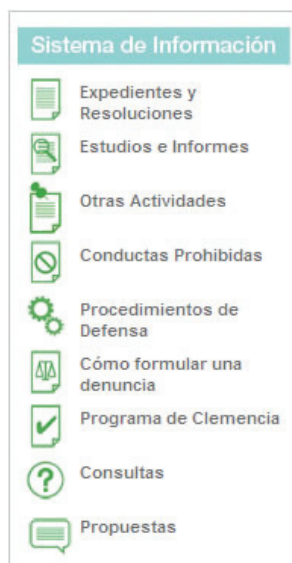 Sistema de Información
Expedientes y
Resoluciones
Estudios e Informes
Otras Actividades
Conductas Prohibidas
Procedimientos de
Defensa
Cómo formular una
denuncia
Programa de Clemencia
Consultas
Propuestas